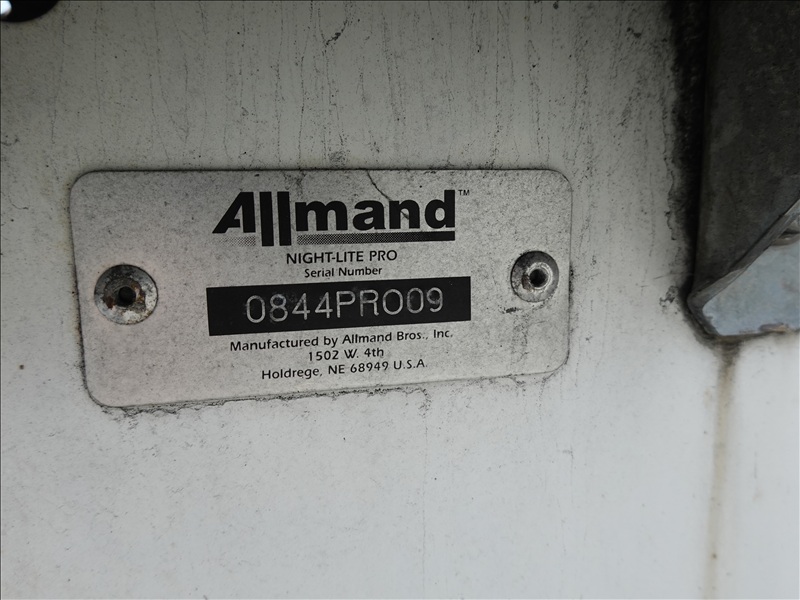 Allmand™
NIGHT-LITE PRO
Serial Number
0844PRO09
Manufactured by Allmand Bros., Inc.
1502 W. 4th
Holdrege, NE 68949 U.S.A.